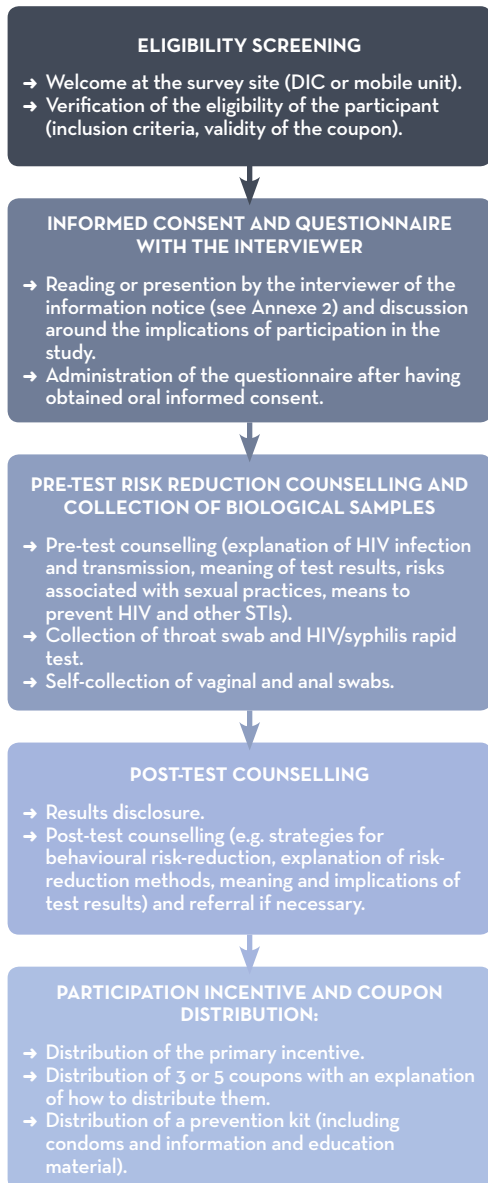 ELIGIBILITY SCREENING
➜ Welcome at the survey site (DIC or mobile unit).
➜ Verification of the eligibility of the participant
(inclusion criteria, validity of the coupon).
INFORMED CONSENT AND QUESTIONNAIRE
WITH THE INTERVIEWER
➜ Reading or presention by the interviewer of the
information notice (see Annexe 2) and discussion
around the implications of participation in the
study.
➜ Administration of the questionnaire after having
obtained oral informed consent.
PRE-TEST RISK REDUCTION COUNSELLING AND
COLLECTION OF BIOLOGICAL SAMPLES
➜ Pre-test counselling (explanation of HIV infection
and transmission, meaning of test results, risks
associated with sexual practices, means to
prevent HIV and other STIs).
➜ Collection of throat swab and HIV/syphilis rapid
test.
➜ Self-collection of vaginal and anal swabs.
POST-TEST COUNSELLING
➜ Results disclosure.
➜ Post-test counselling (e.g. strategies for
behavioural risk-reduction, explanation of risk-
reduction methods, meaning and implications of
test results) and referral if necessary.
PARTICIPATION INCENTIVE AND COUPON
DISTRIBUTION:
➜ Distribution of the primary incentive.
➜ Distribution of 3 or 5 coupons with an explanation
of how to distribute them.
➜ Distribution of a prevention kit (including
condoms and information and education
material).